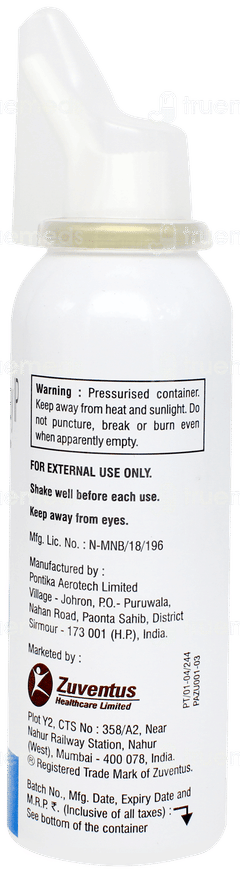 Warning : Pressurised container.
Keep away from heat and sunlight. Do
not puncture, break or burn even
when apparently empty.
FOR EXTERNAL USE ONLY.
Shake well before each use.
Keep away from eyes.
Mfg. Lic. No. : N-MNB/18/196
Manufactured by :
Pontika Aerotech Limited
Village - Johron, P.O.- Puruwala,
Nahan Road, Paonta Sahib, District
Sirmour - 173 001 (H.P.), India.
Marketed by :
Zuventus
Healthcare Limited
Plot Y2, CTS No : 358/A2, Near
Nahur Railway Station, Nahur
(West), Mumbai - 400 078, India.
® Registered Trade Mark of Zuventus.
Batch No., Mfg. Date, Expiry Date and
M.R.P. ₹. (Inclusive of all taxes) :
See bottom of the container
PT/01-04/244
PAZU001-03
P
truemeds